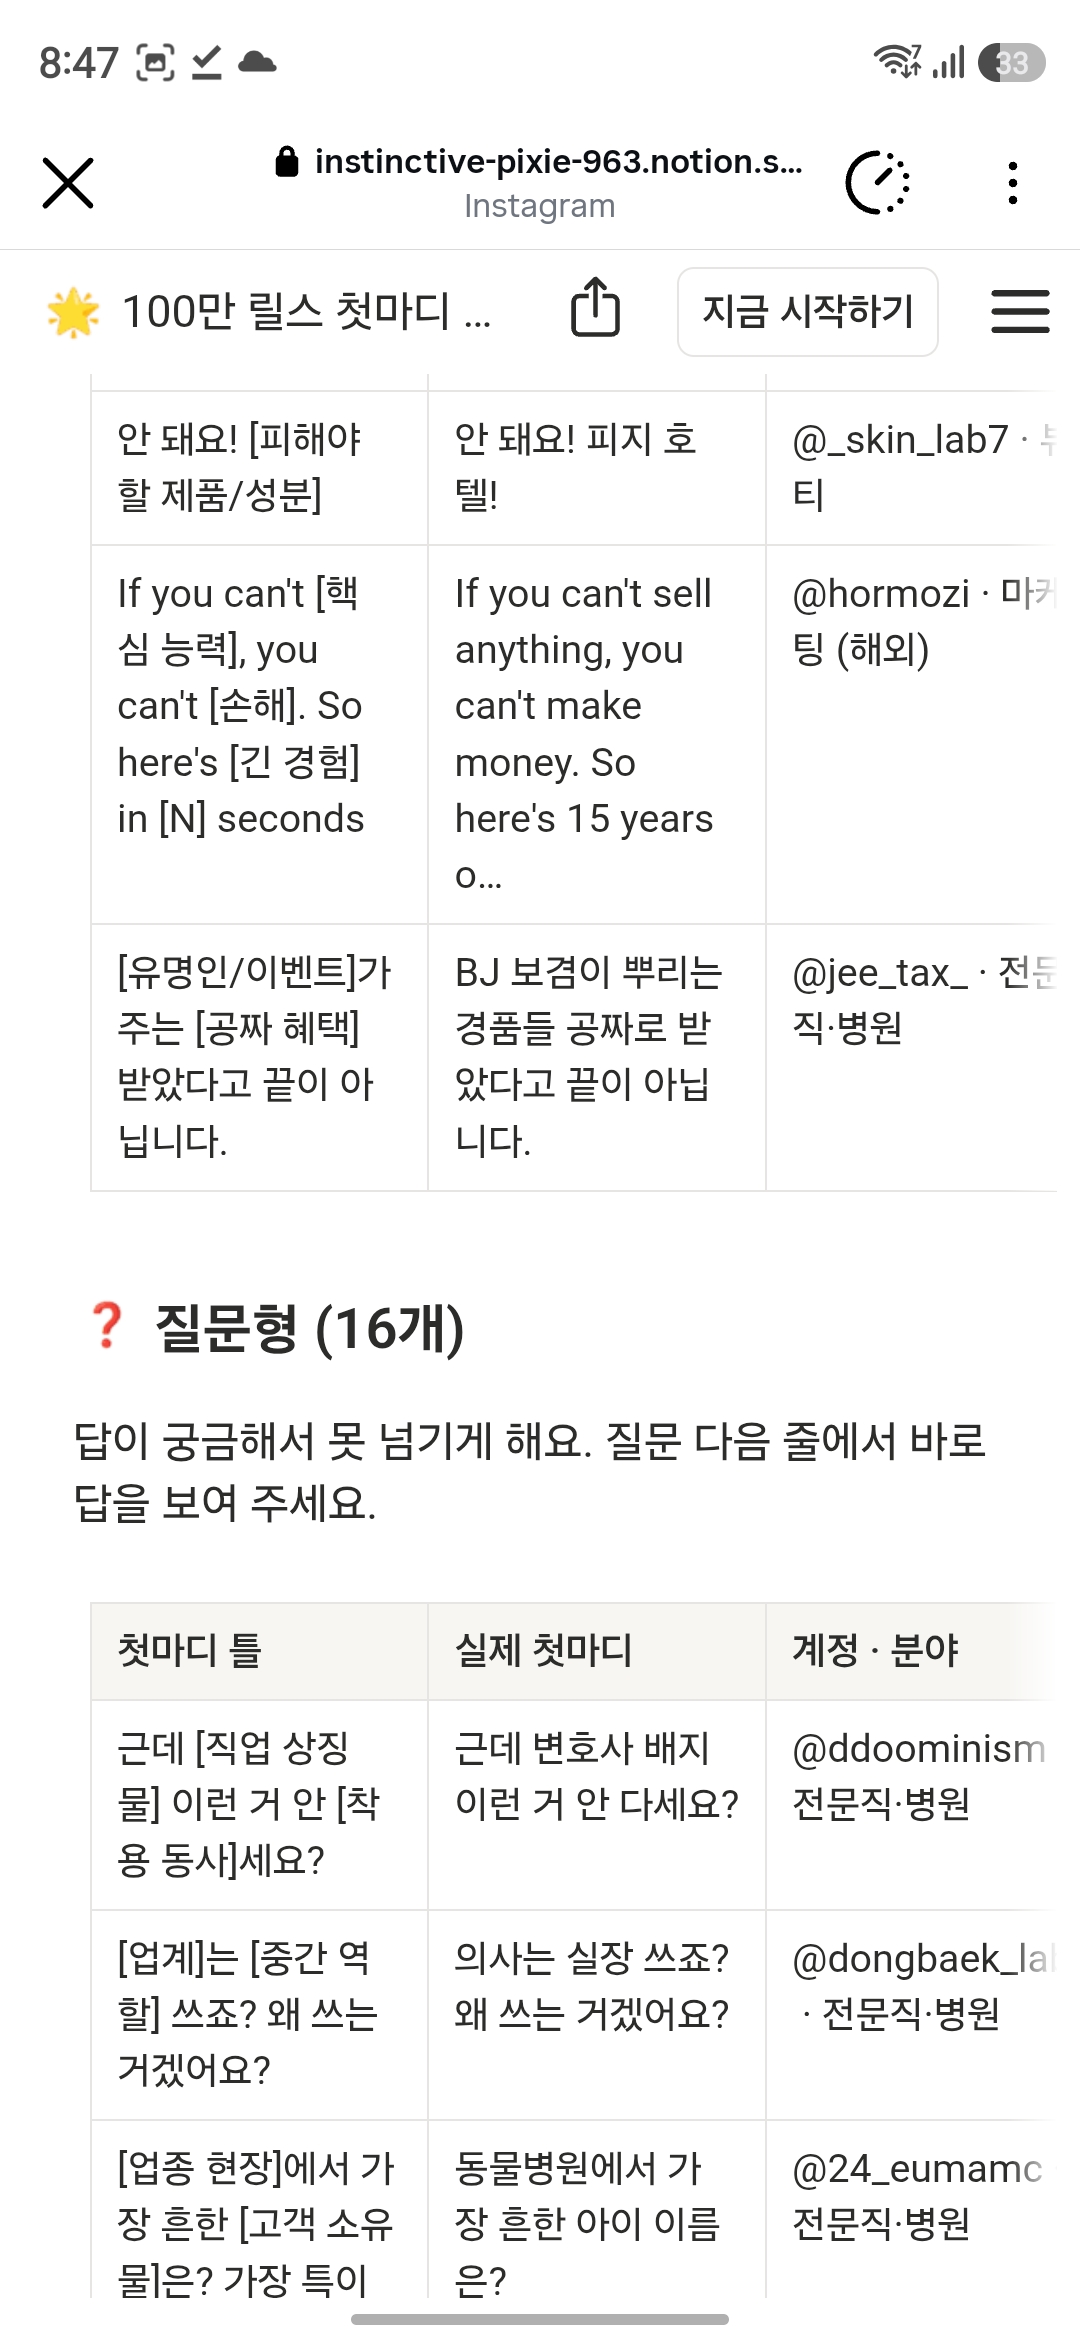 8:47
33
instinctive-pixie-963.notion.s...
Instagram
100만 릴스 첫마디 ...
지금 시작하기
안 돼요! [피해야
할 제품/성분]
안 돼요! 피지 호
텔!
@_skin_lab7 · 뷰
티
If you can't [핵
심 능력], you
can't [손해]. So
here's [긴 경험]
in [N] seconds
If you can't sell
anything, you
can't make
money. So
here's 15 years
o...
@hormozi · 마케
팅 (해외)
[유명인/이벤트]가
주는 [공짜 혜택]
받았다고 끝이 아
닙니다.
BJ 보겸이 뿌리는
경품들 공짜로 받
았다고 끝이 아닙
니다.
@jee_tax_ · 전문
직·병원
❓ 질문형 (16개)
답이 궁금해서 못 넘기게 해요. 질문 다음 줄에서 바로
답을 보여 주세요.
첫마디 틀
실제 첫마디
계정 · 분야
근데 [직업 상징
물] 이런 거 안 [착
용 동사]세요?
근데 변호사 배지
이런 거 안 다세요?
@ddoominism
전문직·병원
[업계]는 [중간 역
할] 쓰죠? 왜 쓰는
거겠어요?
의사는 실장 쓰죠?
왜 쓰는 거겠어요?
@dongbaek_lal
· 전문직·병원
[업종 현장]에서 가
장 흔한 [고객 소유
물]은? 가장 특이
동물병원에서 가
장 흔한 아이 이름
은?
@24_eumamc
전문직·병원